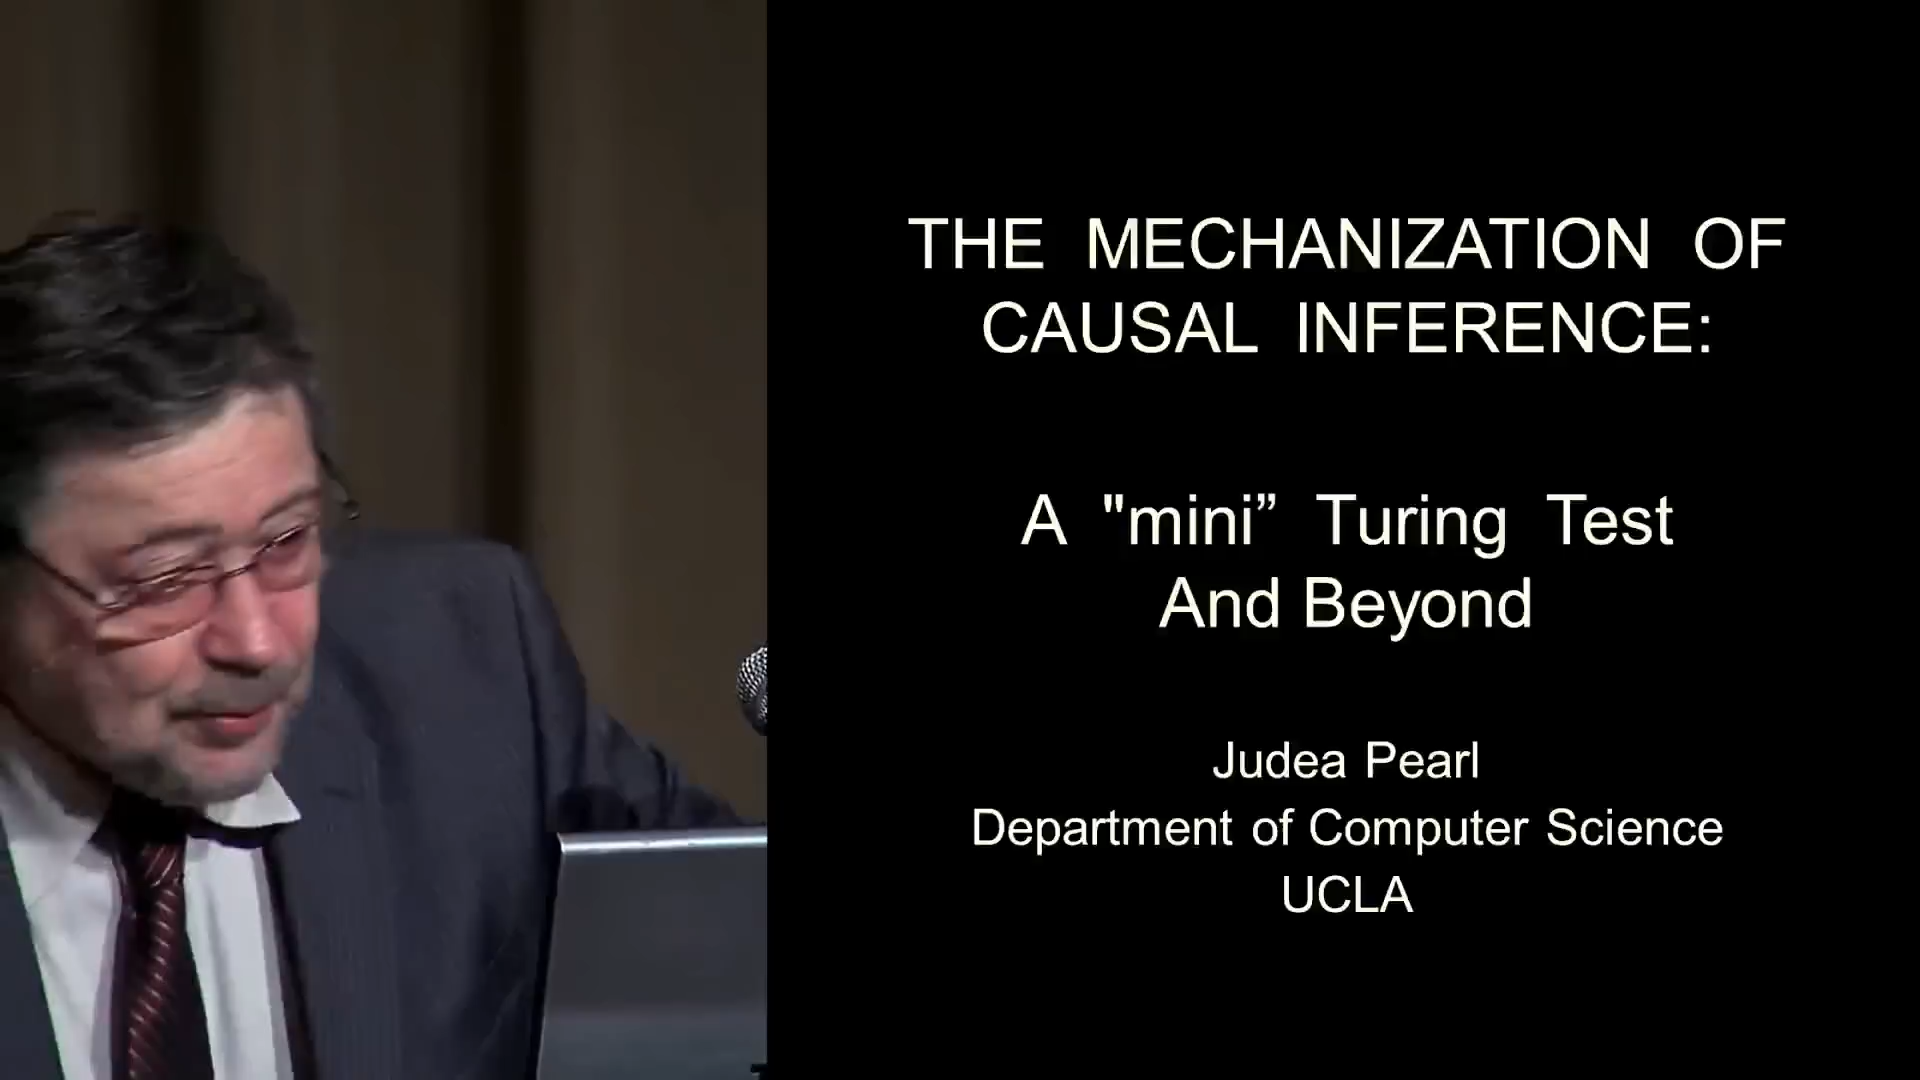 THE MECHANIZATION OF
CAUSAL INFERENCE:
A "mini” Turing Test
And Beyond
Judea Pearl
Department of Computer Science
UCLA